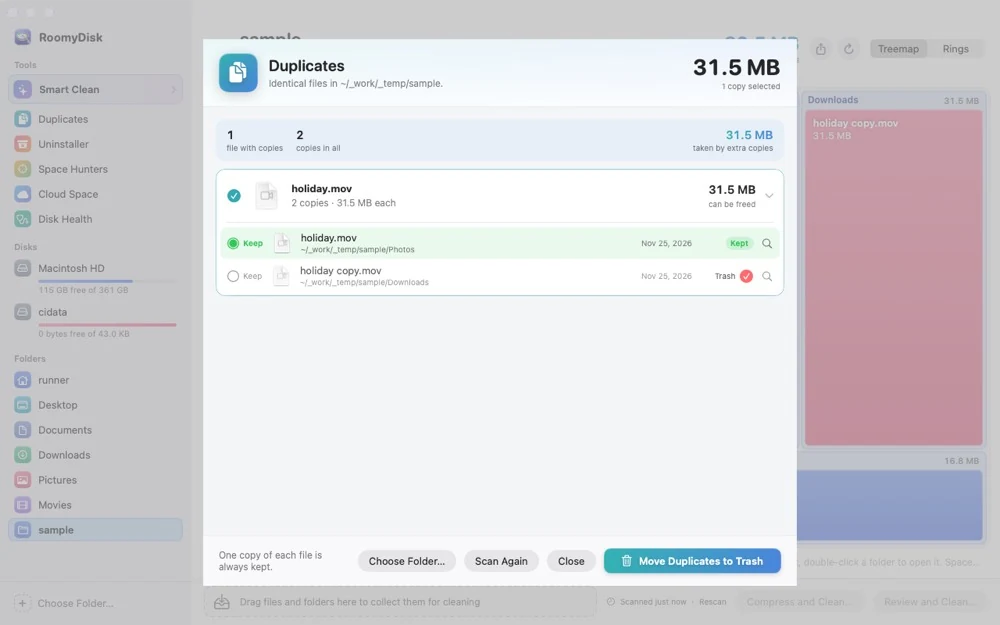 RoomyDisk
Tools
Smart Clean
Duplicates
Uninstaller
Space Hunters
Cloud Space
Disk Health
Disks
Macintosh HD
115 GB free of 361 GB
cidata
0 bytes free of 43.0 KB
Folders
runner
Desktop
Documents
Downloads
Pictures
Movies
sample
Choose Folder...
Treemap
Rings
Duplicates
Identical files in ~/_work/_temp/sample.
31.5 MB
1 copy selected
1
file with copies
2
copies in all
31.5 MB
taken by extra copies
holiday.mov
2 copies · 31.5 MB each
31.5 MB
can be freed
Keep
holiday.mov
~/_work/_temp/sample/Photos
Nov 25, 2026
Kept
Keep
holiday copy.mov
~/_work/_temp/sample/Downloads
Nov 25, 2026
Trash
One copy of each file is
always kept.
Choose Folder...
Scan Again
Close
Move Duplicates to Trash
Downloads
31.5 MB
holiday copy.mov
31.5 MB
16.8 MB
, double-click a folder to open it. Space...
Drag files and folders here to collect them for cleaning
Scanned just now · Rescan
Compress and Clean...
Review and Clean...